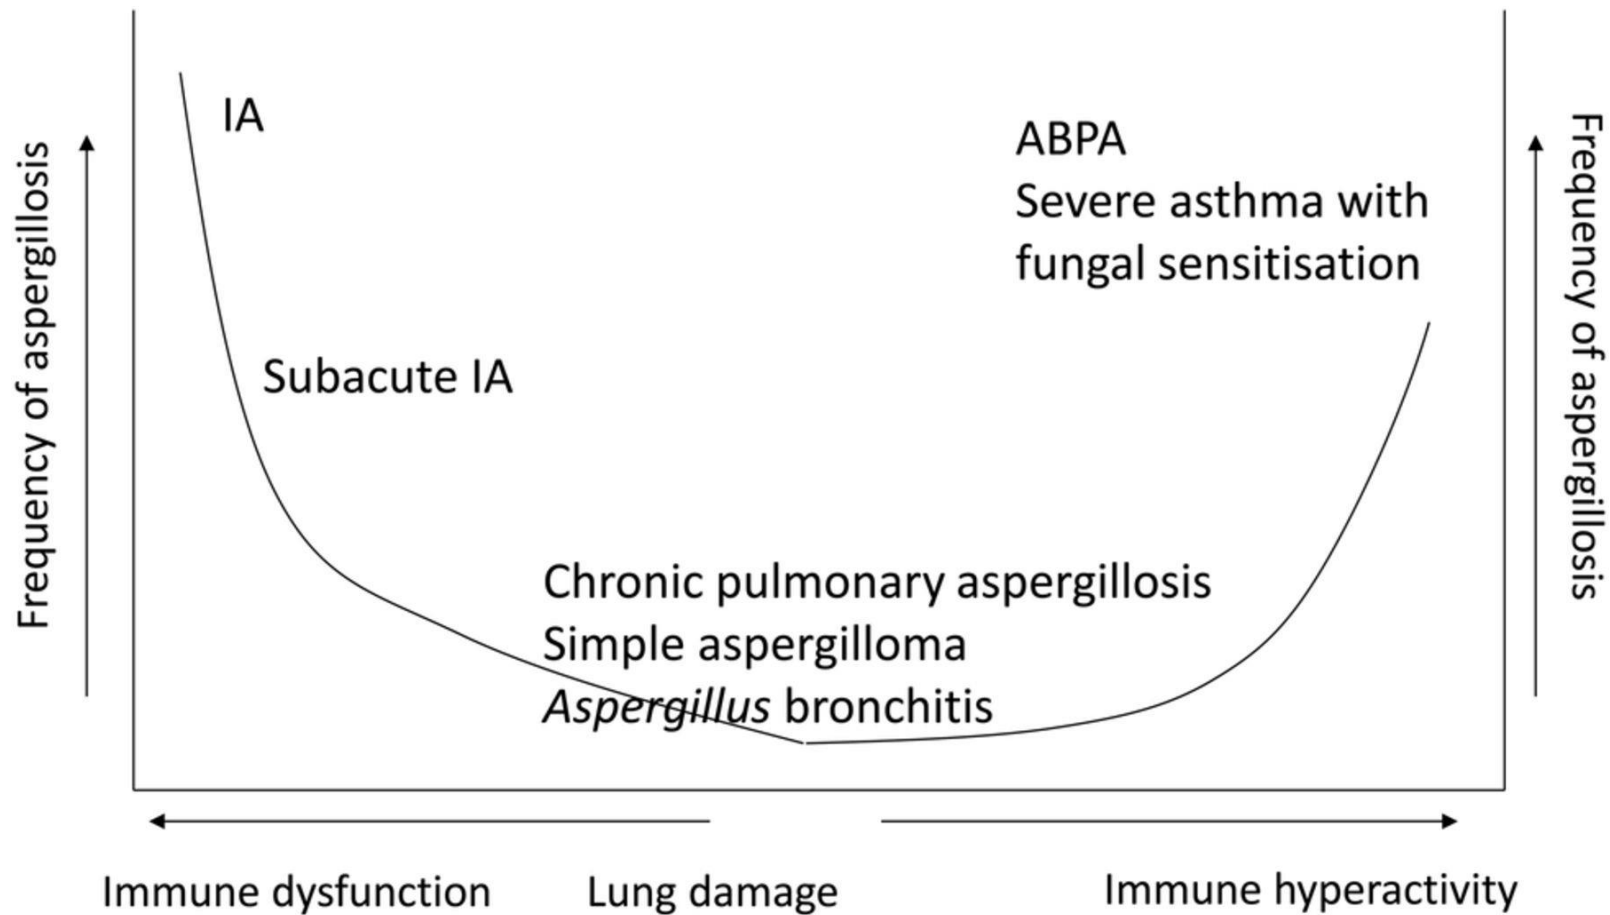 Frequency of aspergillosis
IA
Subacute IA
ABPA
Severe asthma with
fungal sensitisation
Chronic pulmonary aspergillosis
Simple aspergilloma
Aspergillus bronchitis
Frequency of aspergillosis
Immune dysfunction
Lung damage
Immune hyperactivity